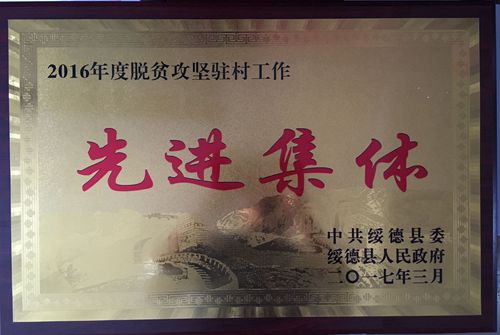 2016年度脱贫攻坚驻村工作
先进集体
中共绥德县委
绥德县人民政府
二〇一七年三月